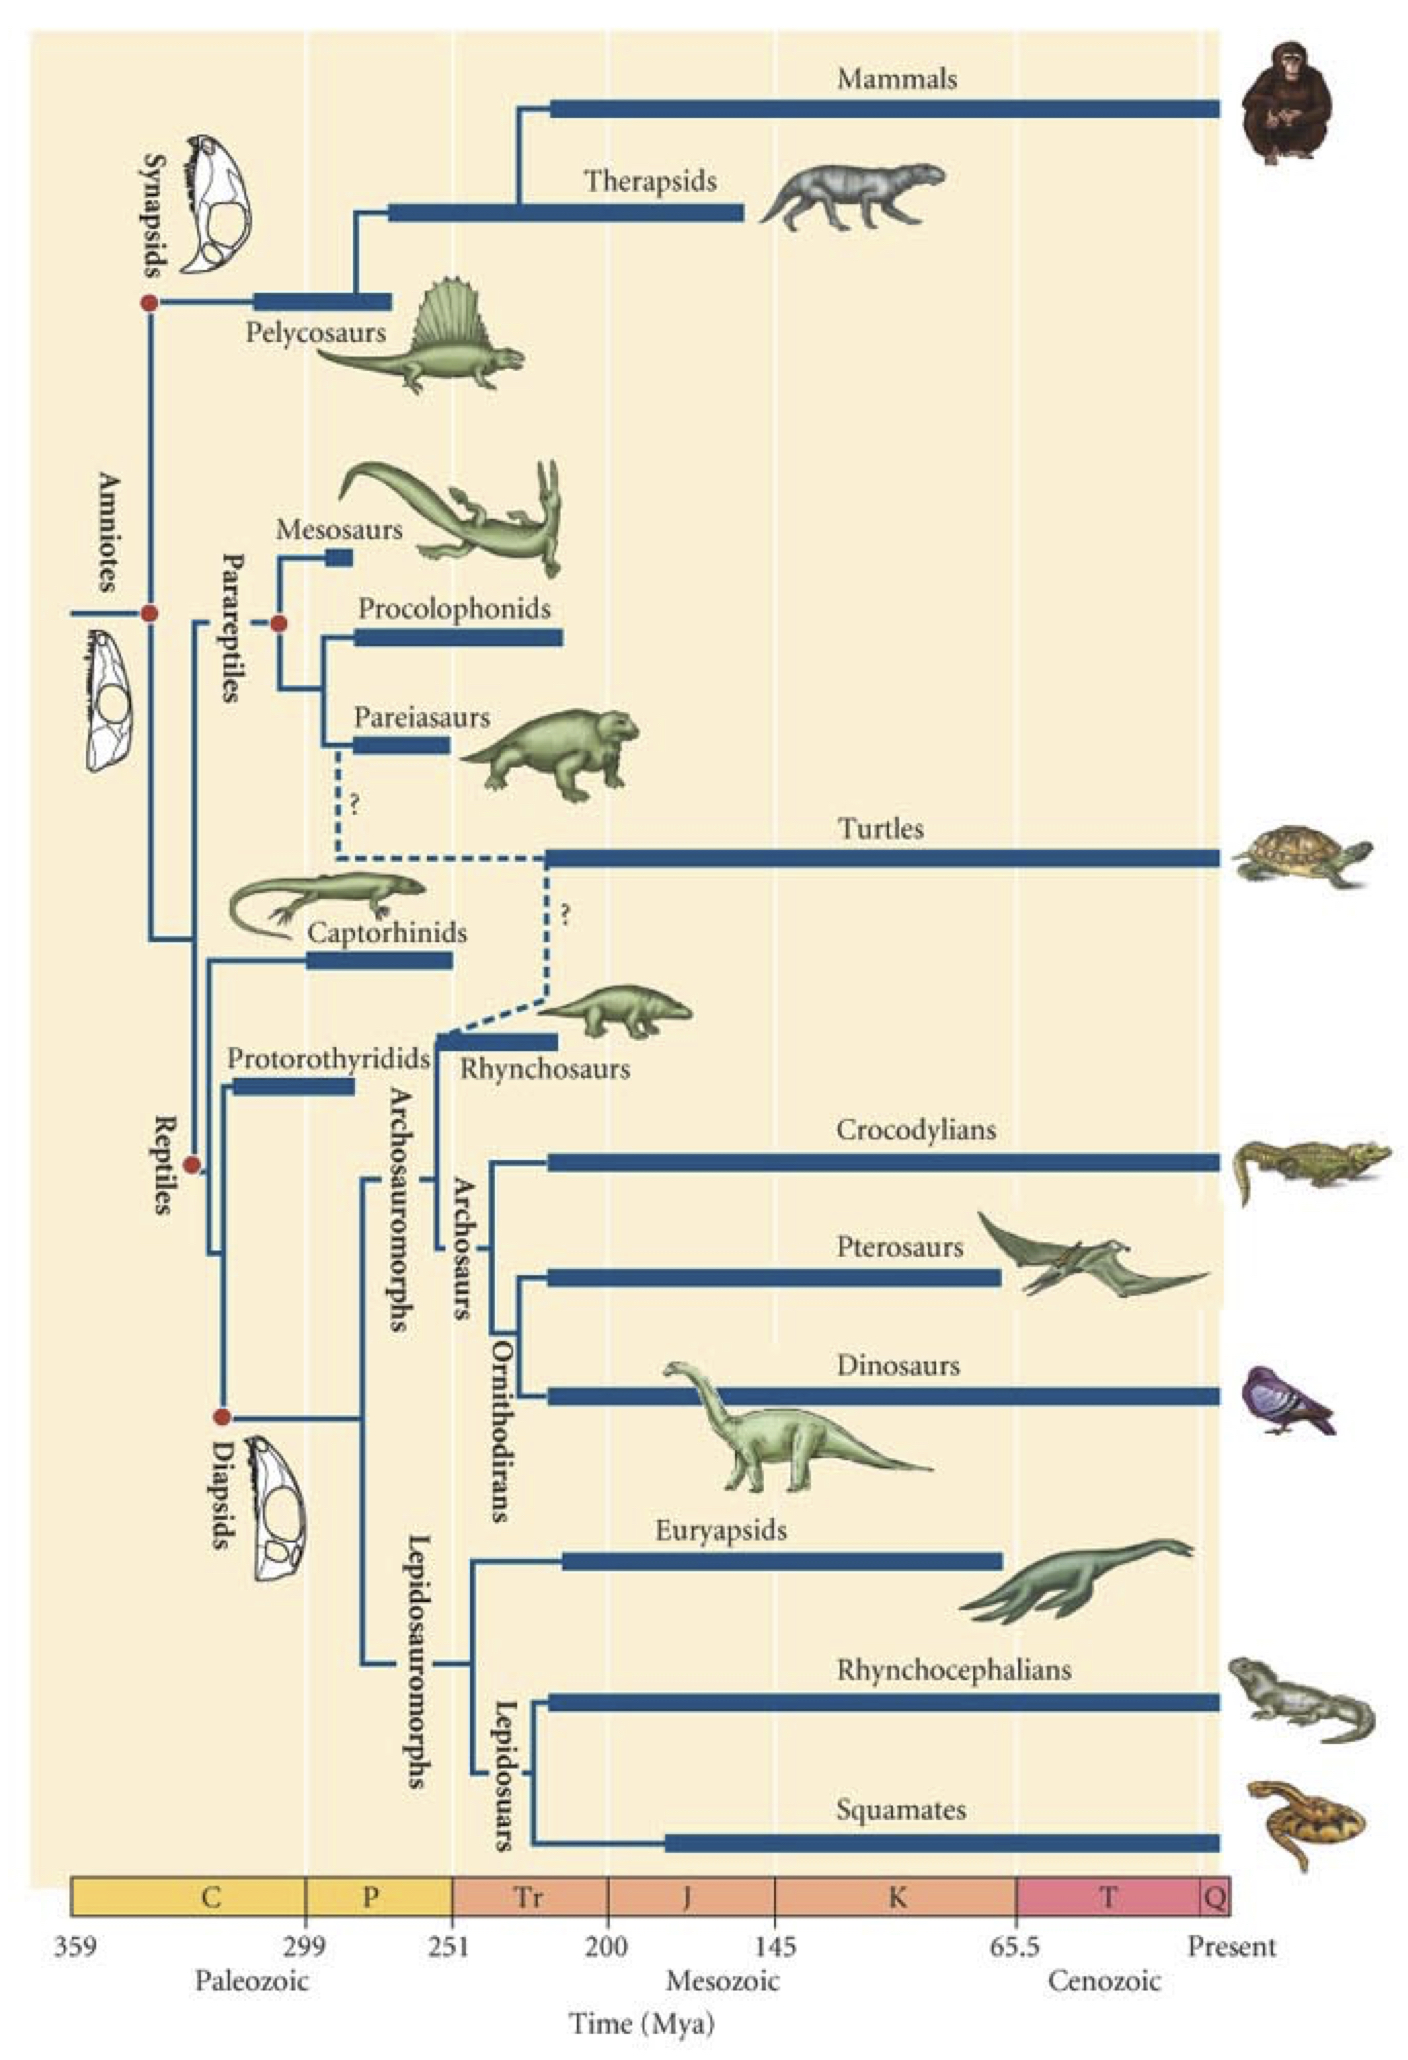 Mammals
Therapsids
Synapsids
Pelycosaurs
Amniotes
Mesosaurs
Parareptiles
Procolophonids
Pareiasaurs
?
Turtles
?
Captorhinids
Protorothyridids
Rhynchosaurs
Reptiles
Archosauromorphs
Crocodylians
Archosaurs
Pterosaurs
Ornithodirans
Dinosaurs
Diapsids
Euryapsids
Lepidosauromorphs
Rhynchocephalians
Lepidosuars
Squamates
C P Tr J K T Q
359 299 251 200 145 65.5 Present
Paleozoic Mesozoic Cenozoic
Time (Mya)